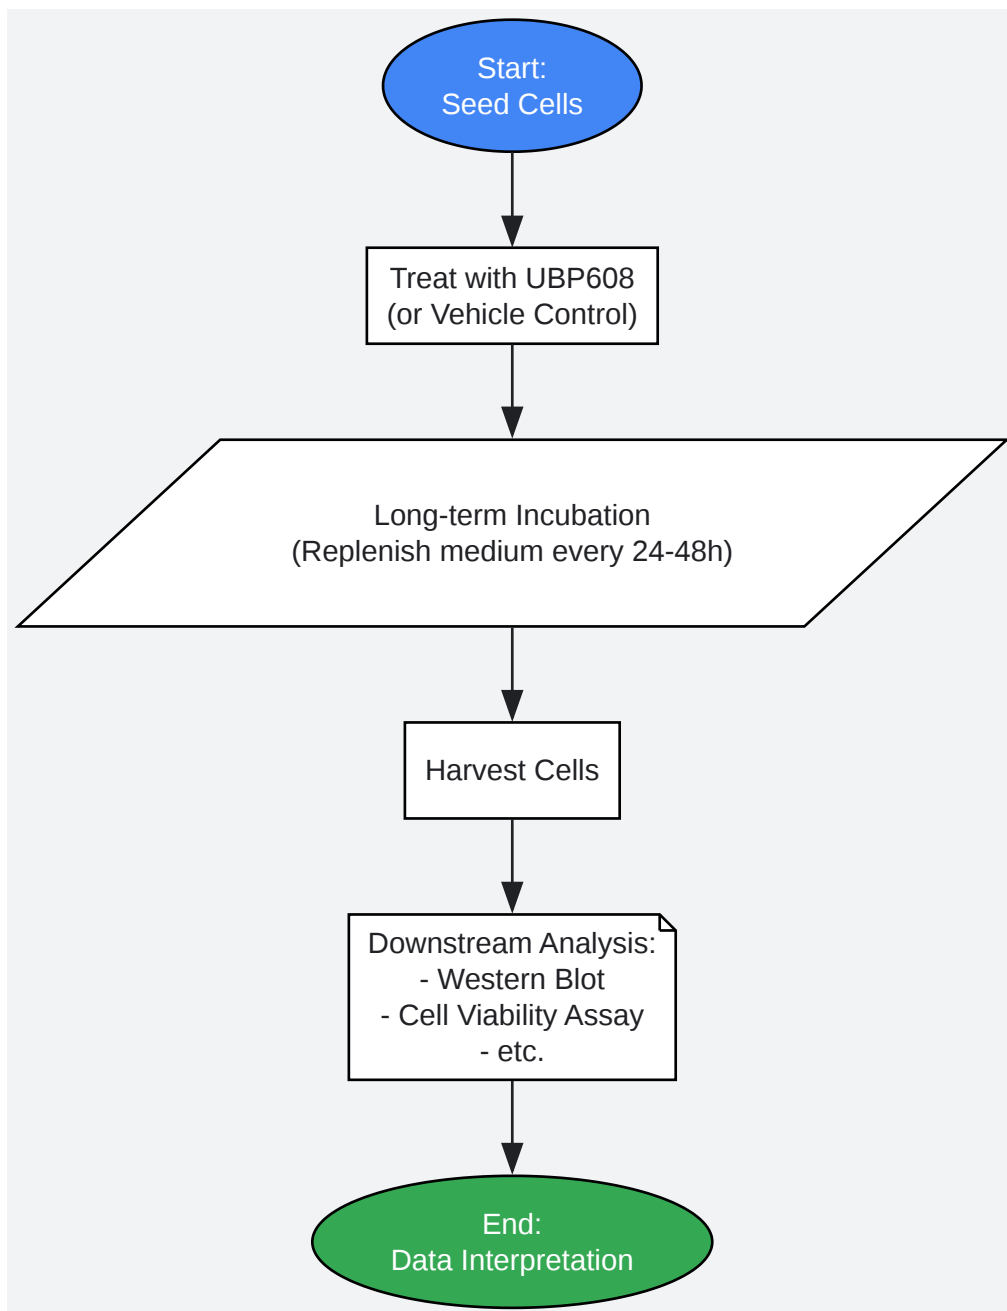 Start:
Seed Cells
Treat with UBP608
(or Vehicle Control)
Long-term Incubation
(Replenish medium every 24-48h)
Harvest Cells
Downstream Analysis:
- Western Blot
- Cell Viability Assay
- etc.
End:
Data Interpretation